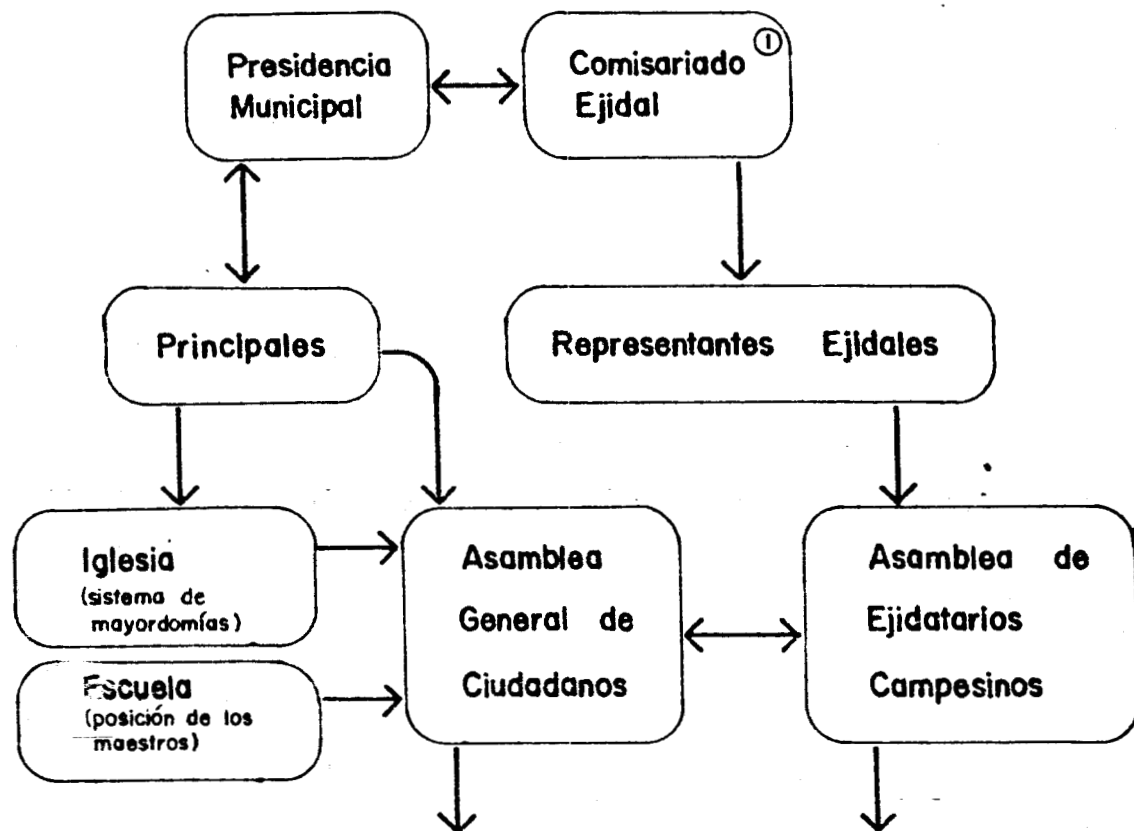 Presidencia
Municipal
Comisariado
Ejidal
1
Principales
Representantes Ejidales
Iglesia
(sistema de
mayordomías)
Escuela
(posición de los
maestros)
Asamblea
General de
Ciudadanos
Asamblea de
Ejidatarios
Campesinos